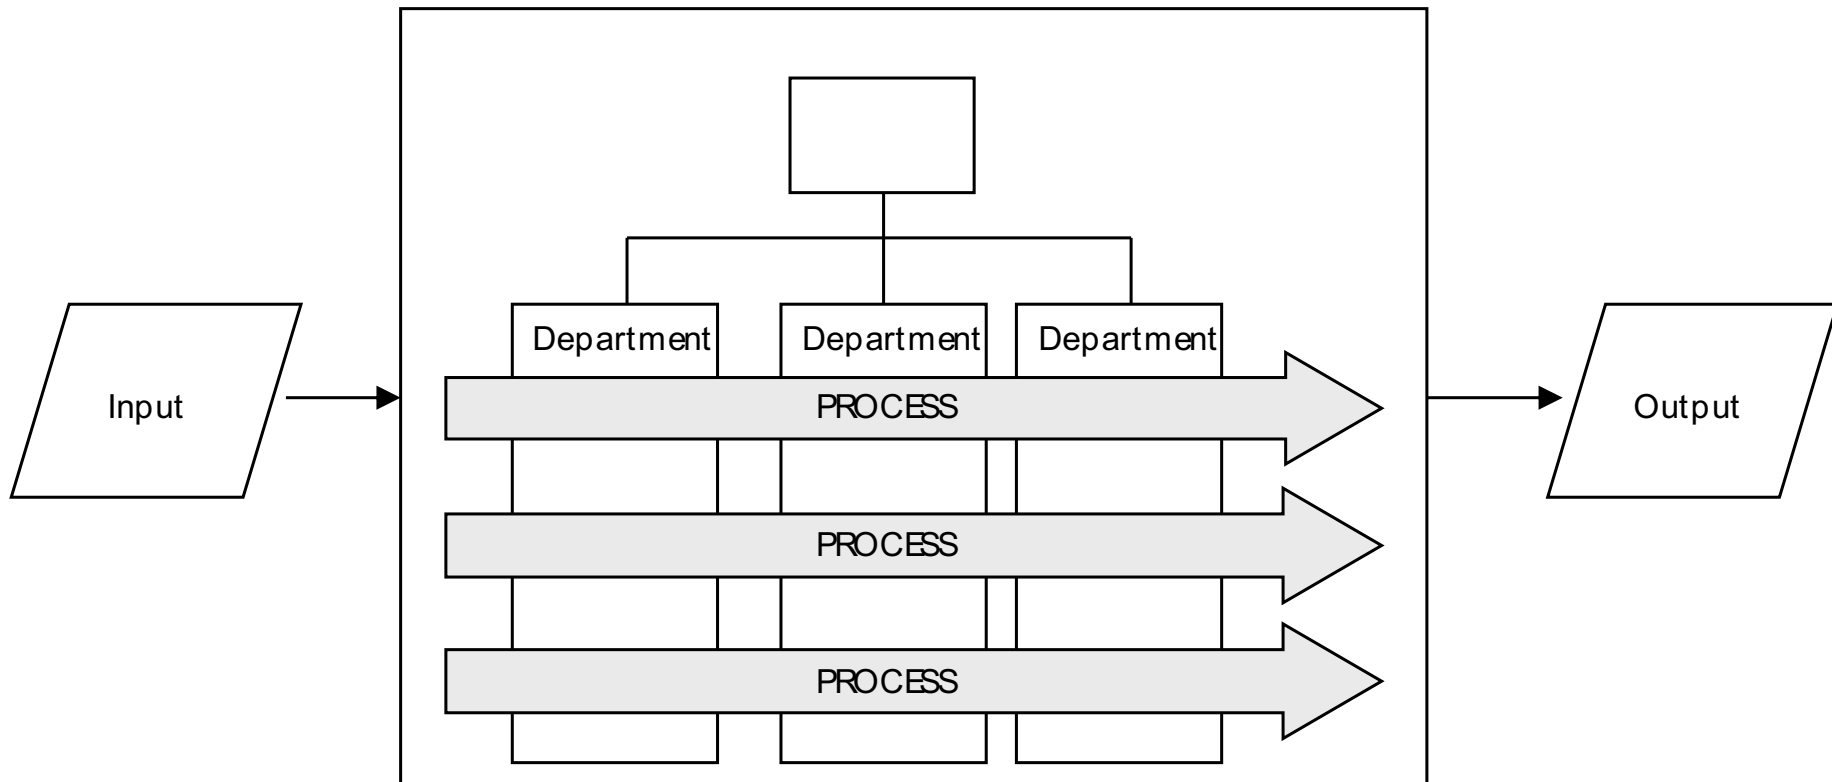 Department Department Department
Input
PROCESS
Output
PROCESS
PROCESS